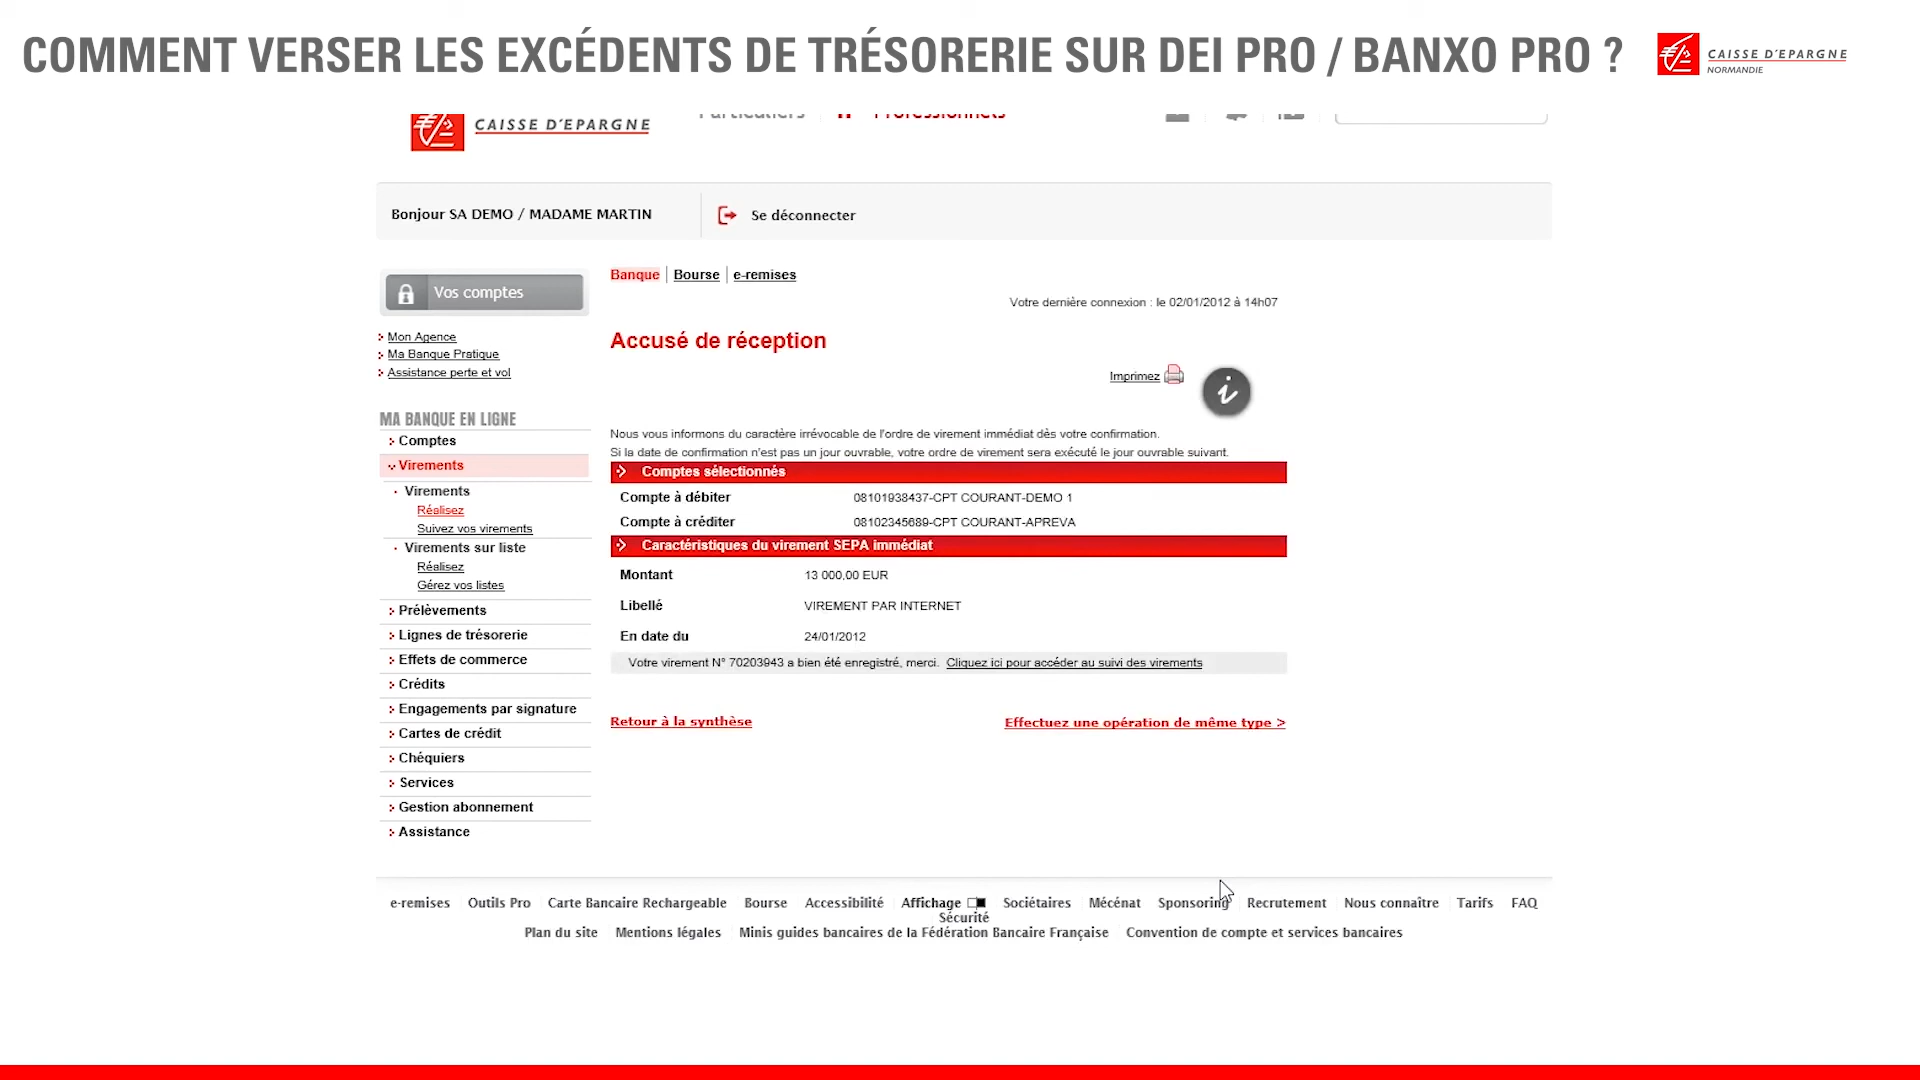 COMMENT VERSER LES EXCÉDENTS DE TRÉSORERIE SUR DEI PRO / BANXO PRO ?
CAISSE D'EPARGNE
NORMANDIE
CAISSE D'EPARGNE
Particuliers
Professionnels
Bonjour SA DEMO / MADAME MARTIN
Se déconnecter
Vos comptes
Banque | Bourse | e-remises
Votre dernière connexion : le 02/01/2012 à 14h07
Mon Agence
Ma Banque Pratique
Assistance perte et vol
Accusé de réception
Imprimez
MA BANQUE EN LIGNE
Comptes
Virements
Virements
Réalisez
Suivez vos virements
Virements sur liste
Réalisez
Gérez vos listes
Prélèvements
Lignes de trésorerie
Effets de commerce
Crédits
Engagements par signature
Cartes de crédit
Chéquiers
Services
Gestion abonnement
Assistance
Nous vous informons du caractère irrévocable de l'ordre de virement immédiat dès votre confirmation.
Si la date de confirmation n'est pas un jour ouvrable, votre ordre de virement sera exécuté le jour ouvrable suivant.
Comptes sélectionnés
Compte à débiter 08101938437-CPT COURANT-DEMO 1
Compte à créditer 08102345689-CPT COURANT-APREVA
Caractéristiques du virement SEPA immédiat
Montant 13 000,00 EUR
Libellé VIREMENT PAR INTERNET
En date du 24/01/2012
Votre virement N° 70203943 a bien été enregistré, merci. Cliquez ici pour accéder au suivi des virements
Retour à la synthèse
Effectuez une opération de même type >
e-remises Outils Pro Carte Bancaire Rechargeable Bourse Accessibilité Affichage Sociétaires Mécénat Sponsoring Recrutement Nous connaître Tarifs FAQ
Sécurité
Plan du site Mentions légales Minis guides bancaires de la Fédération Bancaire Française Convention de compte et services bancaires